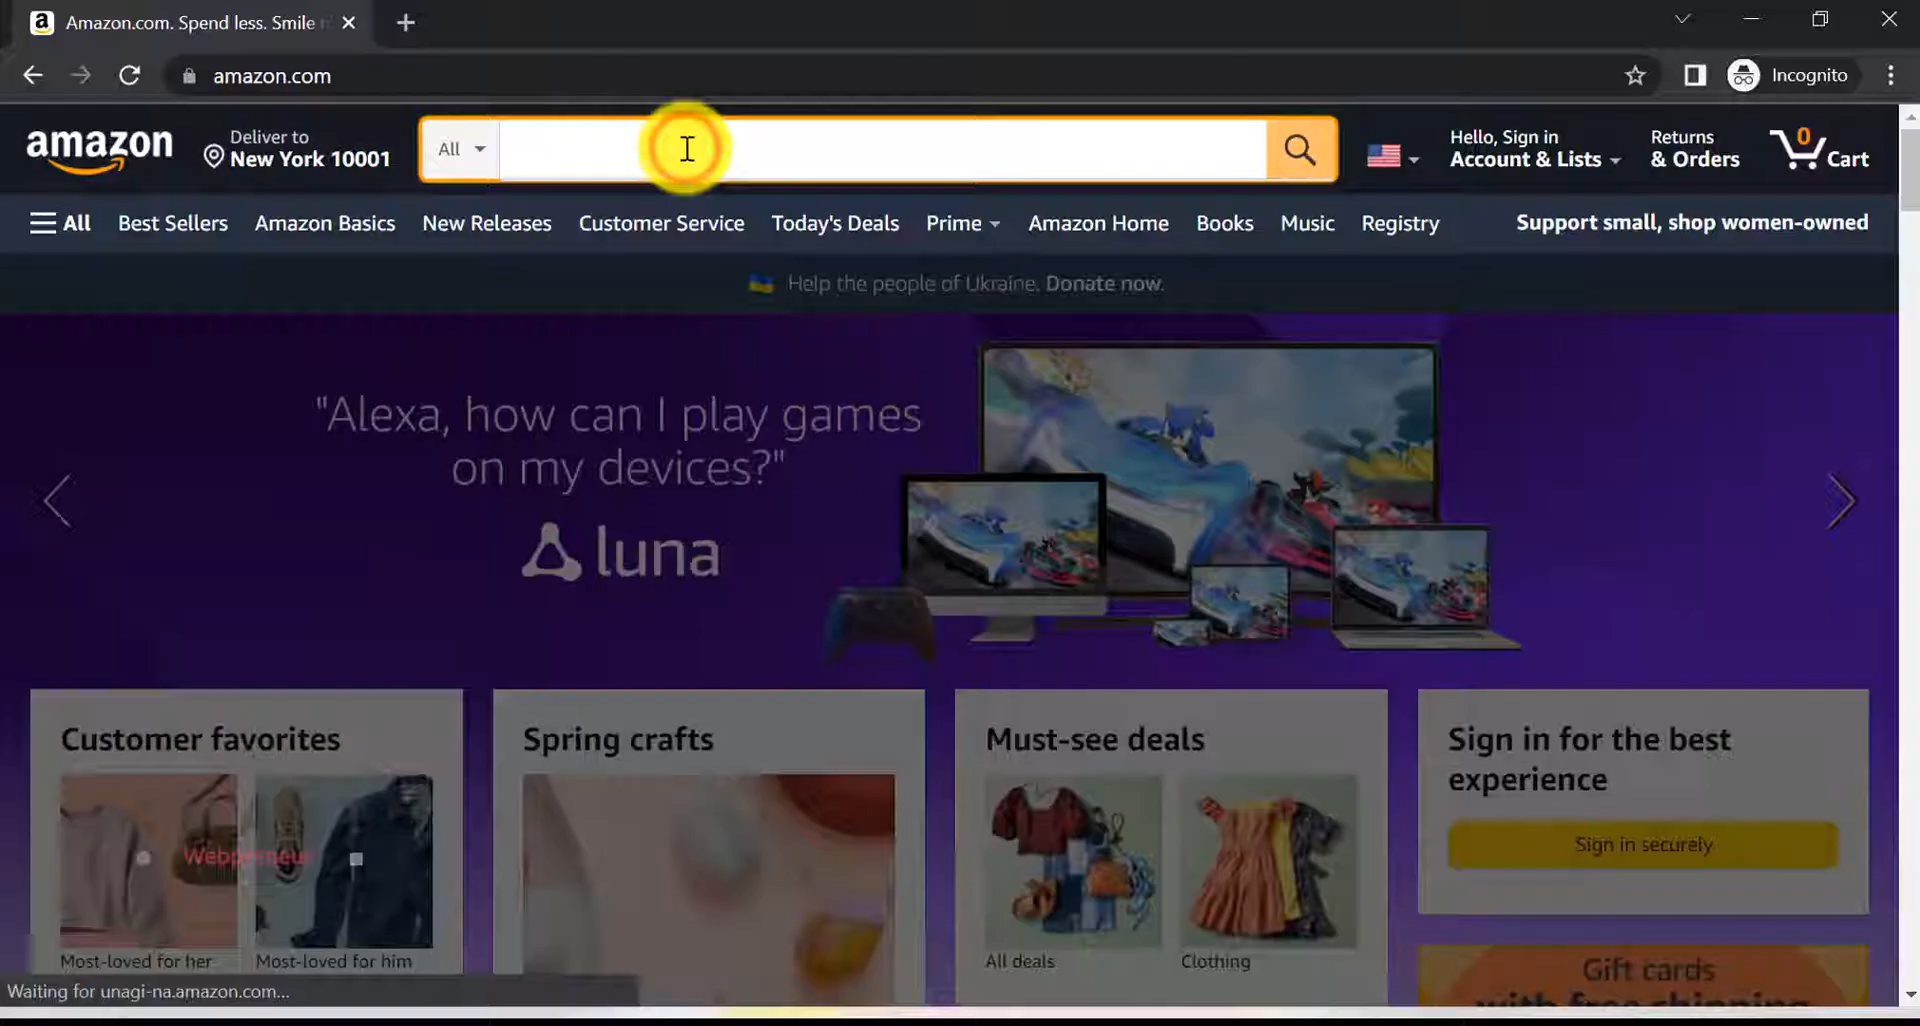 Amazon.com. Spend less. Smile
amazon.com
Incognito
amazon
Deliver to
New York 10001
All
Hello, Sign in
Account & Lists
Returns
& Orders
0
Cart
All
Best Sellers
Amazon Basics
New Releases
Customer Service
Today's Deals
Prime
Amazon Home
Books
Music
Registry
Support small, shop women-owned
Help the people of Ukraine. Donate now.
"Alexa, how can I play games
on my devices?"
luna
Customer favorites
Spring crafts
Must-see deals
Sign in for the best
experience
Sign in securely
Webpreneur
Most-loved for her
Most-loved for him
All deals
Clothing
Gift cards
with free shipping
Waiting for unagi-na.amazon.com...